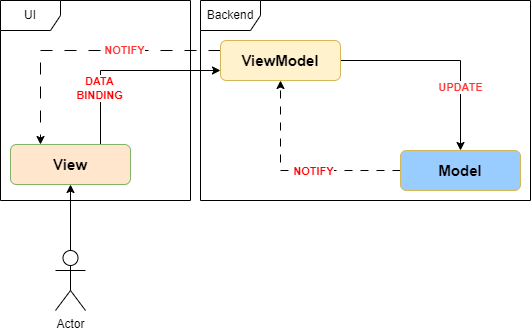 UI
Backend
NOTIFY
ViewModel
DATA
BINDING
UPDATE
View
NOTIFY
Model
Actor